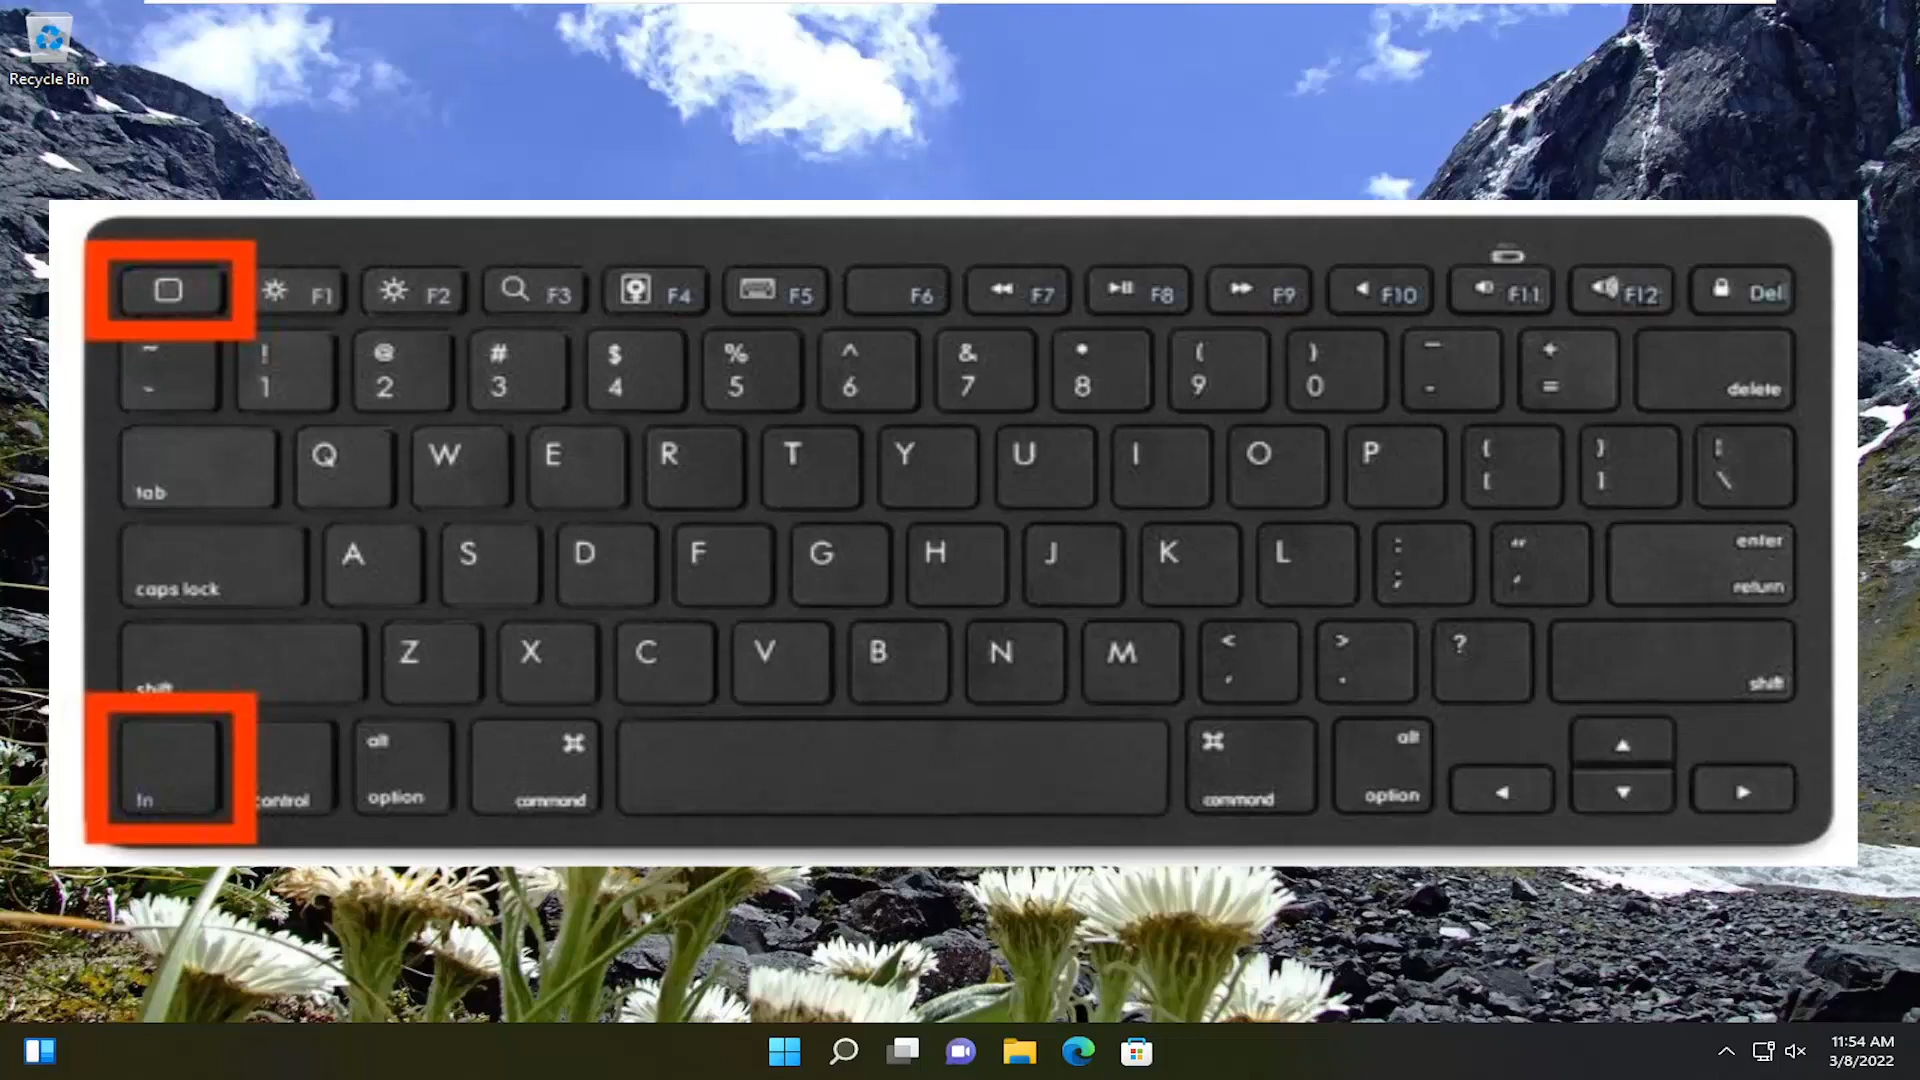 Recycle Bin
F1 F2 F3 F4 F5 F6 F7 F8 F9 F10 F11 F12 Del
~ ! @ # $ % ^ & * ( ) — +
- 1 2 3 4 5 6 7 8 9 0 - = delete
Q W E R T Y U I O P { }
tab [ ] \
A S D F G H J K L : “ enter
caps lock ; ' return
Z X C V B N M < > ?
shift , . shift
alt ⌘ ⌘ alt
fn control option command command option
11:54 AM
3/8/2022